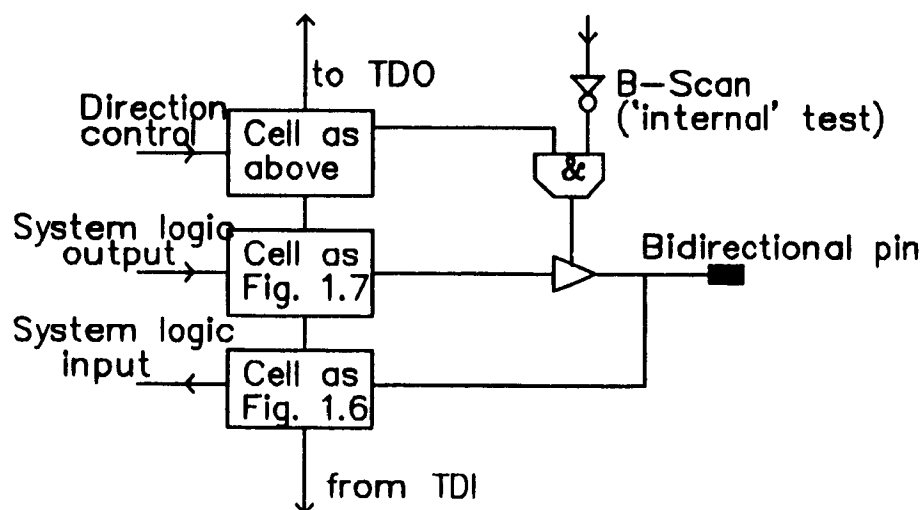 to TDO
B-Scan
('internal' test)
Direction
control
Cell as
above
&
System logic
output
Cell as
Fig. 1.7
Bidirectional pin
System logic
input
Cell as
Fig. 1.6
from TDI